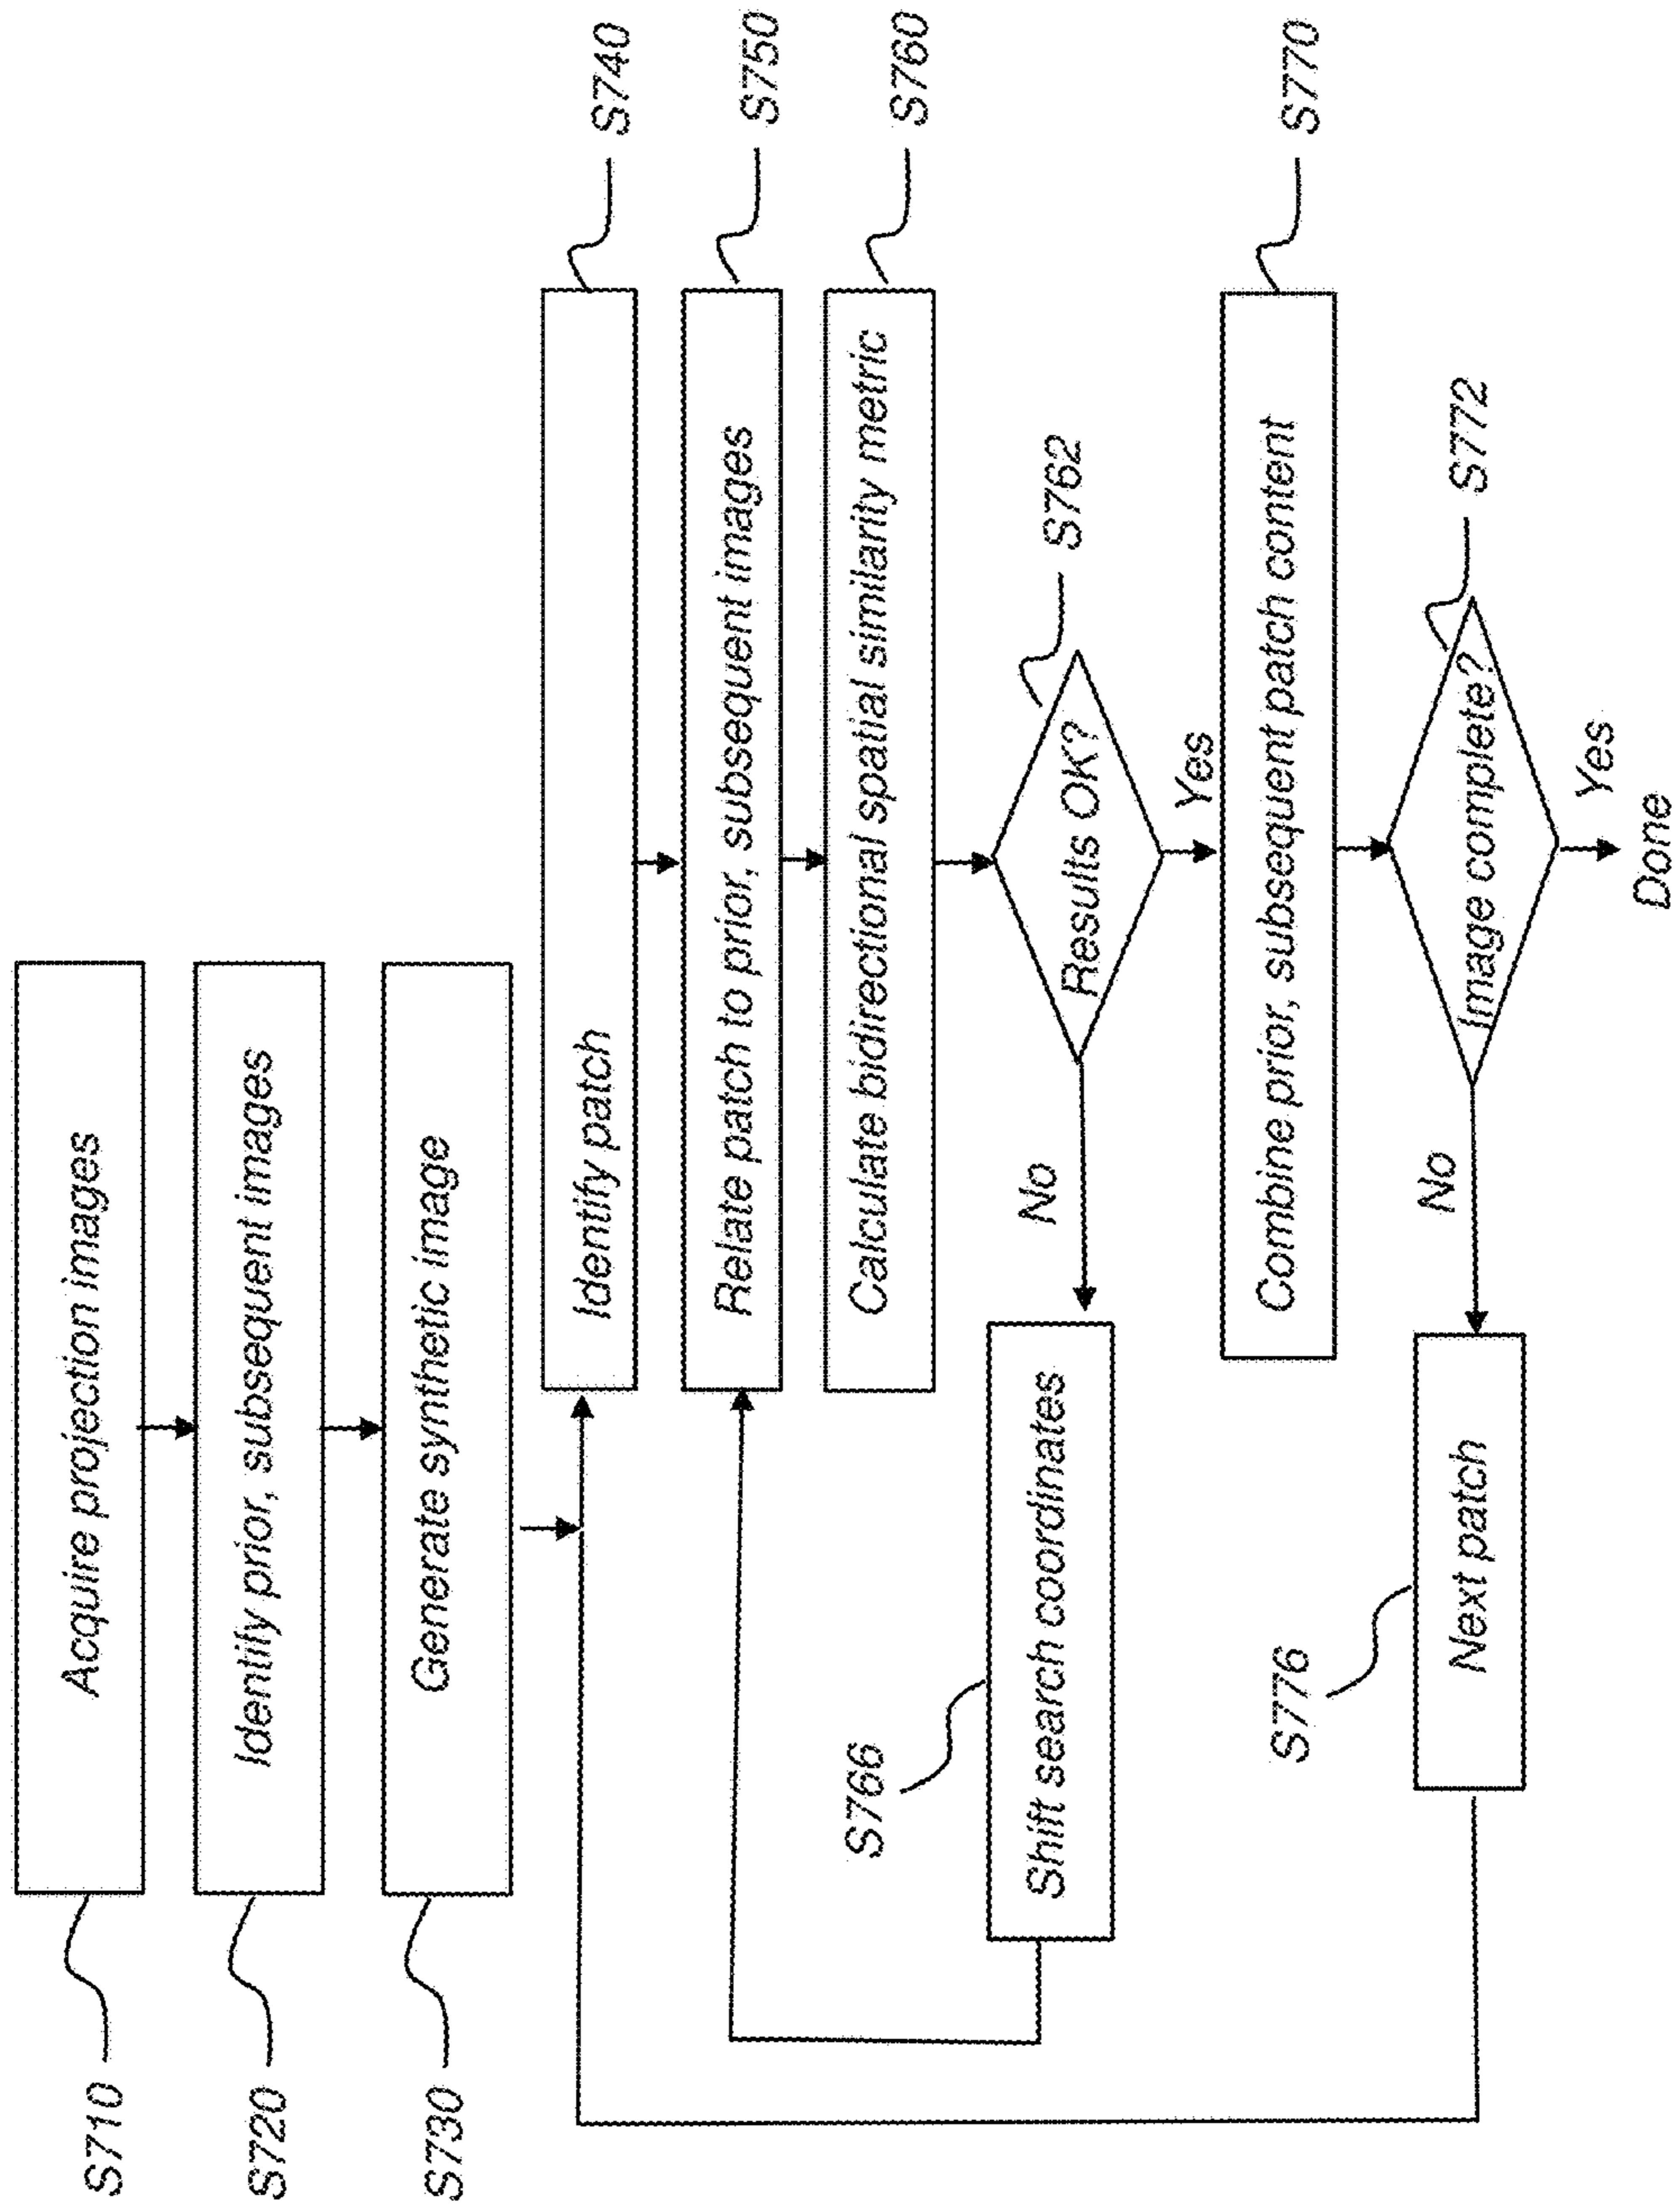 S710
Acquire projection images
S720
Identify prior, subsequent images
S730
Generate synthetic image
Identify patch
S740
Relate patch to prior, subsequent images
S750
Calculate bidirectional spatial similarity metric
S760
Results OK?
S762
No
Yes
S766
Shift search coordinates
Combine prior, subsequent patch content
S770
Image complete?
S772
No
Yes
S776
Next patch
Done